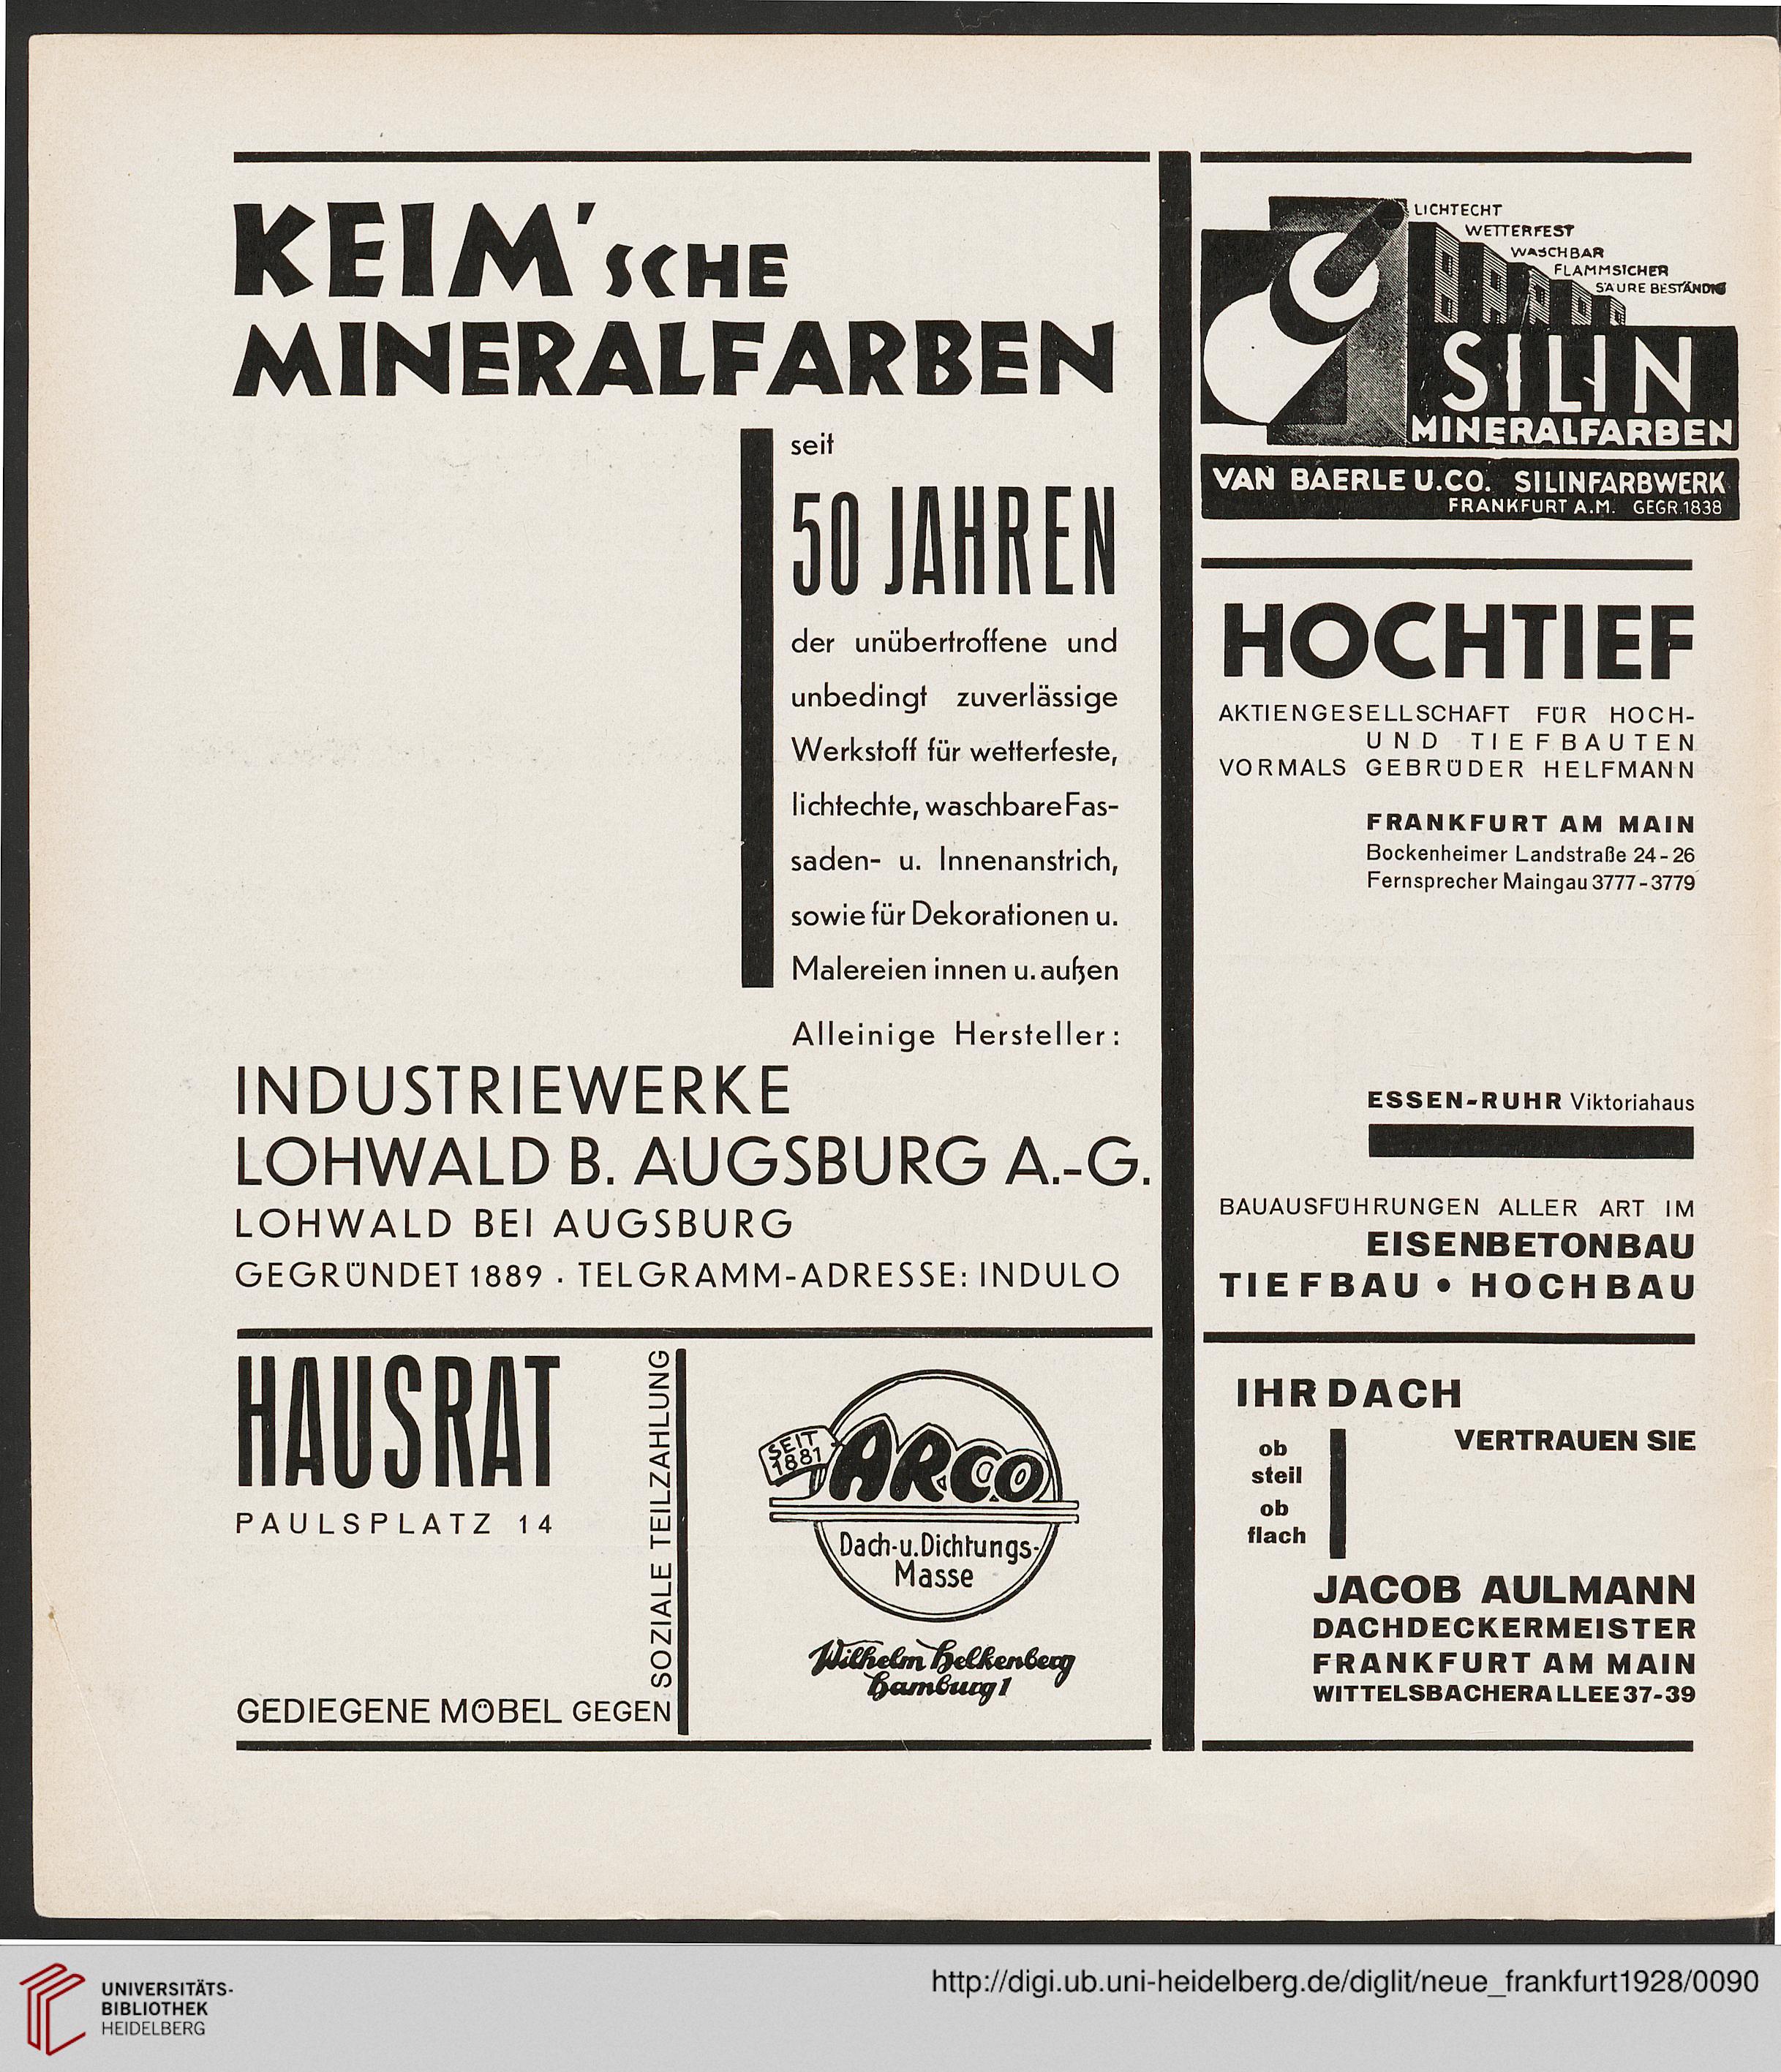 KEIM'SCHE
MINERALFARBEN
seit
50 JAHREN
der unübertroffene und
unbedingt zuverlässige
Werkstoff für wetterfeste,
lichtechte, waschbare Fas-
saden- u. Innenanstrich,
sowie für Dekorationen u.
Malereien innen u. außen
Alleinige Hersteller:
INDUSTRIEWERKE
LOHWALD B. AUGSBURG A.-G.
LOHWALD BEI AUGSBURG
GEGRÜNDET 1889 · TELGRAMM-ADRESSE: INDULO
HAUSRAT
PAULSPLATZ 14
GEDIEGENE MÖBEL GEGEN
SOZIALE TEILZAHLUNG
SEIT
1881
ARCO
Dach-u.Dichtungs-
Masse
Wilhelm Helkenberg
Hamburg 1
LICHTECHT
WETTERFEST
WASCHBAR
FLAMMSICHER
SÄURE BESTÄNDIG
SILIN
MINERALFARBEN
VAN BAERLE U.CO. SILINFARBWERK
FRANKFURT A.M. GEGR.1838
HOCHTIEF
AKTIENGESELLSCHAFT FÜR HOCH-
UND TIEFBAUTEN
VORMALS GEBRÜDER HELFMANN
FRANKFURT AM MAIN
Bockenheimer Landstraße 24-26
Fernsprecher Maingau 3777-3779
ESSEN-RUHR Viktoriahaus
BAUAUSFÜHRUNGEN ALLER ART IM
EISENBETONBAU
TIEFBAU • HOCHBAU
IHR DACH
VERTRAUEN SIE
ob
steil
ob
flach
JACOB AULMANN
DACHDECKERMEISTER
FRANKFURT AM MAIN
WITTELSBACHERALLEE 37-39
UNIVERSITÄTS-
BIBLIOTHEK
HEIDELBERG
http://digi.ub.uni-heidelberg.de/diglit/neue_frankfurt1928/0090